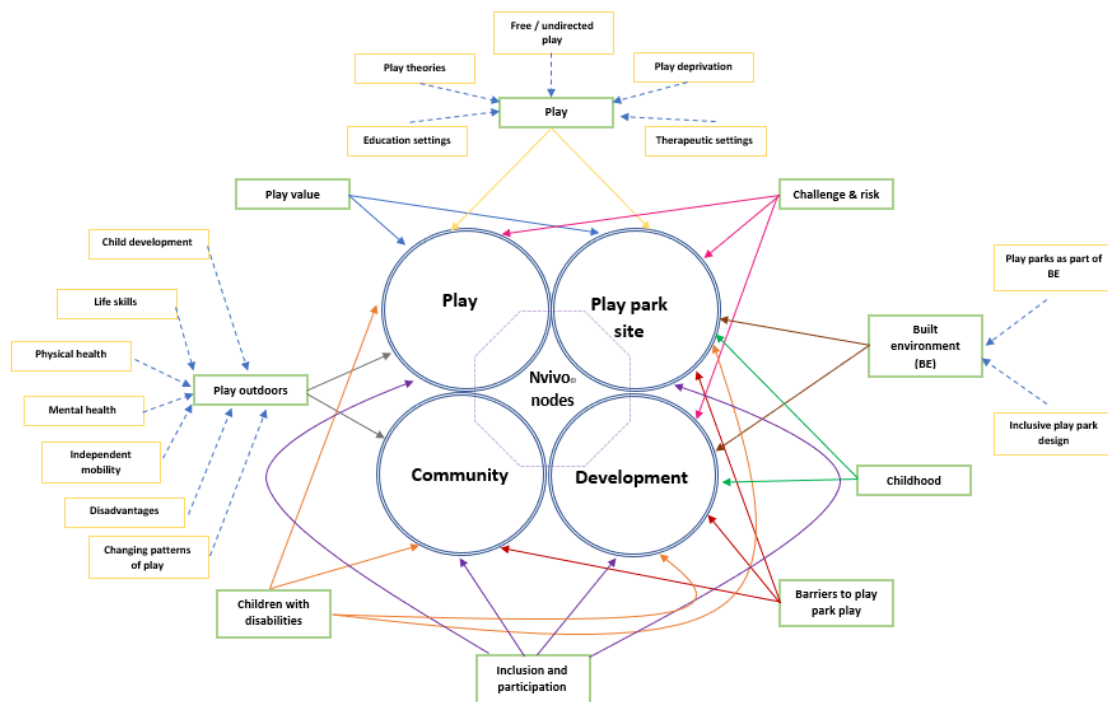 Free / undirected
play
Play theories
Play deprivation
Play
Education settings
Therapeutic settings
Play value
Challenge & risk
Child development
Play parks as part of
BE
Life skills
Play
Play park
site
Built
environment
(BE)
Physical health
Play outdoors
Nvivo®
nodes
Mental health
Inclusive play park
design
Independent
mobility
Community
Development
Childhood
Disadvantages
Changing patterns
of play
Children with
disabilities
Barriers to play
park play
Inclusion and
participation